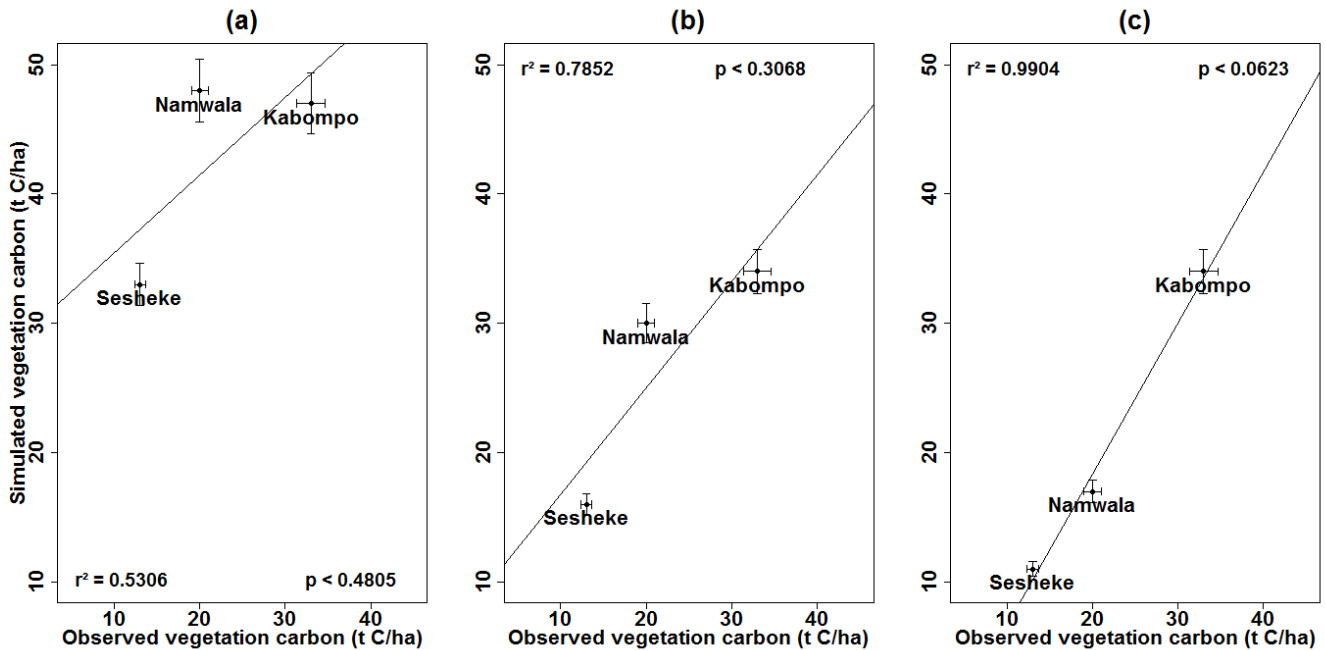 (a)
Simulated vegetation carbon (t C/ha)
50
40
30
20
10
Namwala
Kabompo
Sesheke
r² = 0.5306
p < 0.4805
10
20
30
40
Observed vegetation carbon (t C/ha)
(b)
r² = 0.7852
p < 0.3068
50
40
30
20
10
Kabompo
Namwala
Sesheke
10
20
30
40
Observed vegetation carbon (t C/ha)
(c)
r² = 0.9904
p < 0.0623
50
40
30
20
10
Kabompo
Namwala
Sesheke
10
20
30
40
Observed vegetation carbon (t C/ha)